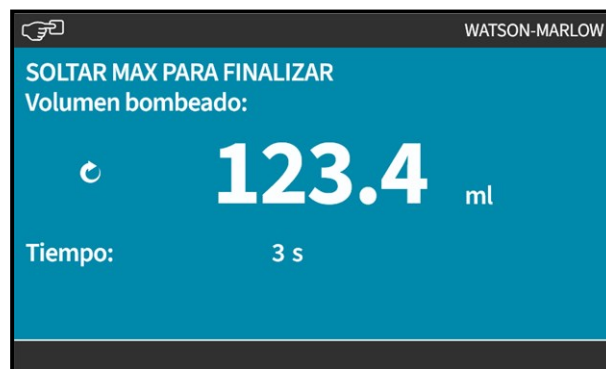 WATSON-MARLOW
SOLTAR MAX PARA FINALIZAR
Volumen bombeado:
123.4 ml
Tiempo: 3 s